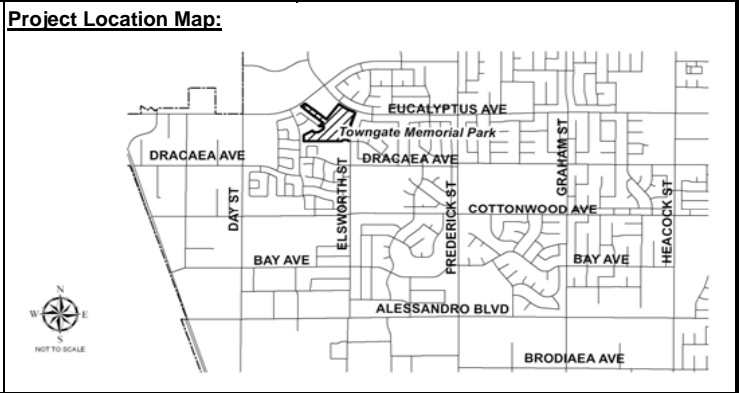 Project Location Map:
EUCALYPTUS AVE
Towngate Memorial Park
DRACAEA AVE
DRACAEA AVE
GRAHAM ST
DAY ST
ELSWORTH ST
FREDERICK ST
COTTONWOOD AVE
HEACOCK ST
BAY AVE
BAY AVE
ALESSANDRO BLVD
BRODIAEA AVE
N
W E
S
NOT TO SCALE